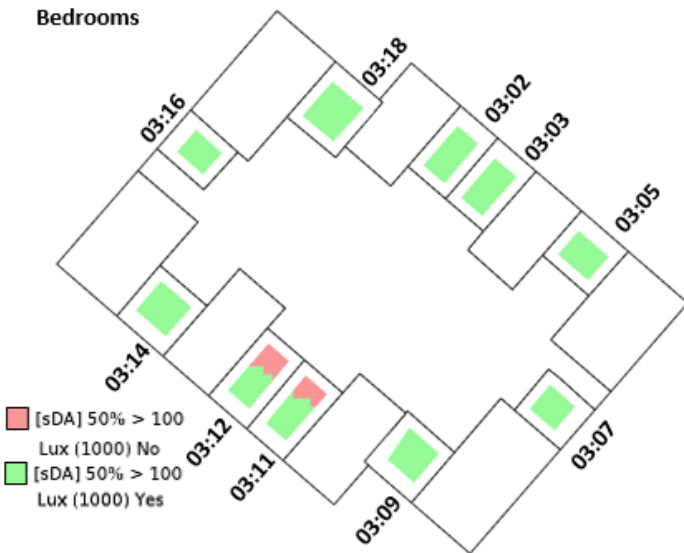 Bedrooms
03:18
03:16
03:02
03:03
03:05
03:14
03:12
03:11
03:09
03:07
[sDA] 50% > 100
Lux (1000) No
[sDA] 50% > 100
Lux (1000) Yes